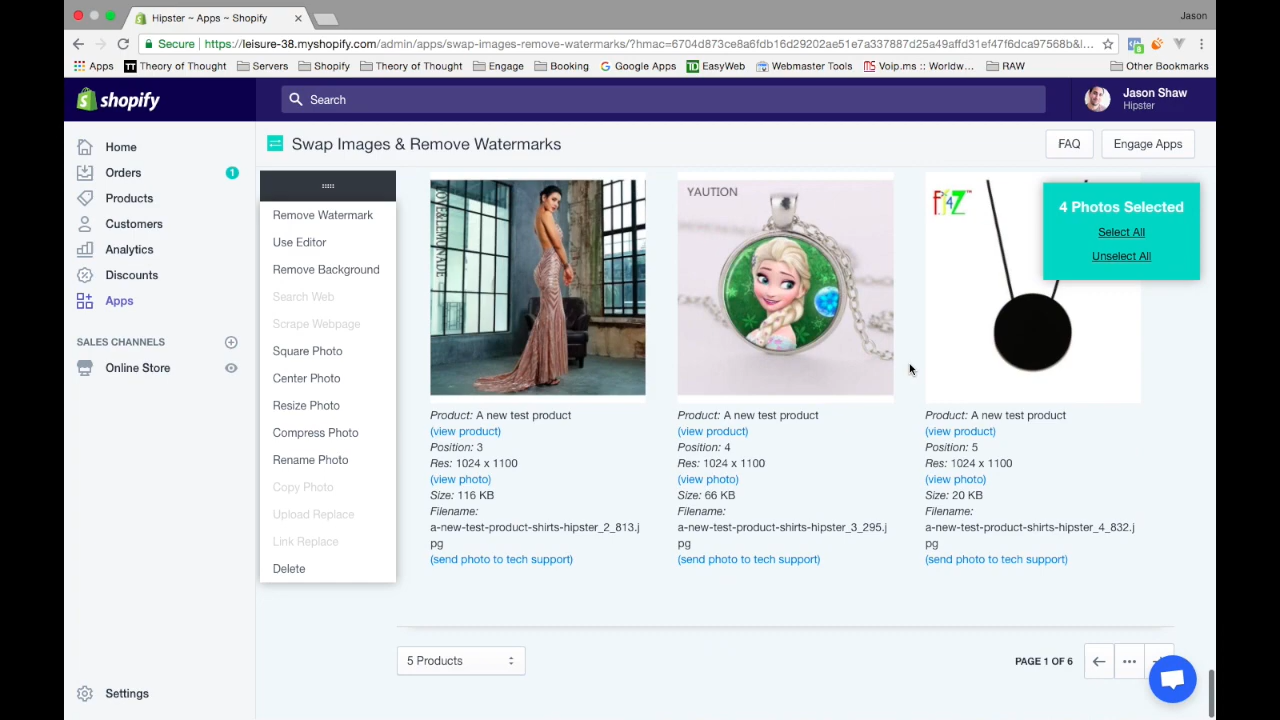 Jason
Hipster ~ Apps ~ Shopify
Secure https://leisure-38.myshopify.com/admin/apps/swap-images-remove-watermarks/?hmac=6704d873ce8a6fdb16d29202ae51e7a337887d25a49affd31ef47f6dca97568b&l...
Apps TT Theory of Thought Servers Shopify Theory of Thought Engage Booking Google Apps TD EasyWeb Webmaster Tools Voip.ms :: Worldw... RAW Other Bookmarks
shopify
Search
Jason Shaw
Hipster
Home
Orders 1
Products
Customers
Analytics
Discounts
Apps
SALES CHANNELS
Online Store
Settings
Swap Images & Remove Watermarks
FAQ
Engage Apps
Remove Watermark
Use Editor
Remove Background
Search Web
Scrape Webpage
Square Photo
Center Photo
Resize Photo
Compress Photo
Rename Photo
Copy Photo
Upload Replace
Link Replace
Delete
YAUTION
4 Photos Selected
Select All
Unselect All
Product: A new test product
(view product)
Position: 3
Res: 1024 x 1100
(view photo)
Size: 116 KB
Filename:
a-new-test-product-shirts-hipster_2_813.j
pg
(send photo to tech support)
Product: A new test product
(view product)
Position: 4
Res: 1024 x 1100
(view photo)
Size: 66 KB
Filename:
a-new-test-product-shirts-hipster_3_295.j
pg
(send photo to tech support)
Product: A new test product
(view product)
Position: 5
Res: 1024 x 1100
(view photo)
Size: 20 KB
Filename:
a-new-test-product-shirts-hipster_4_832.j
pg
(send photo to tech support)
5 Products
PAGE 1 OF 6